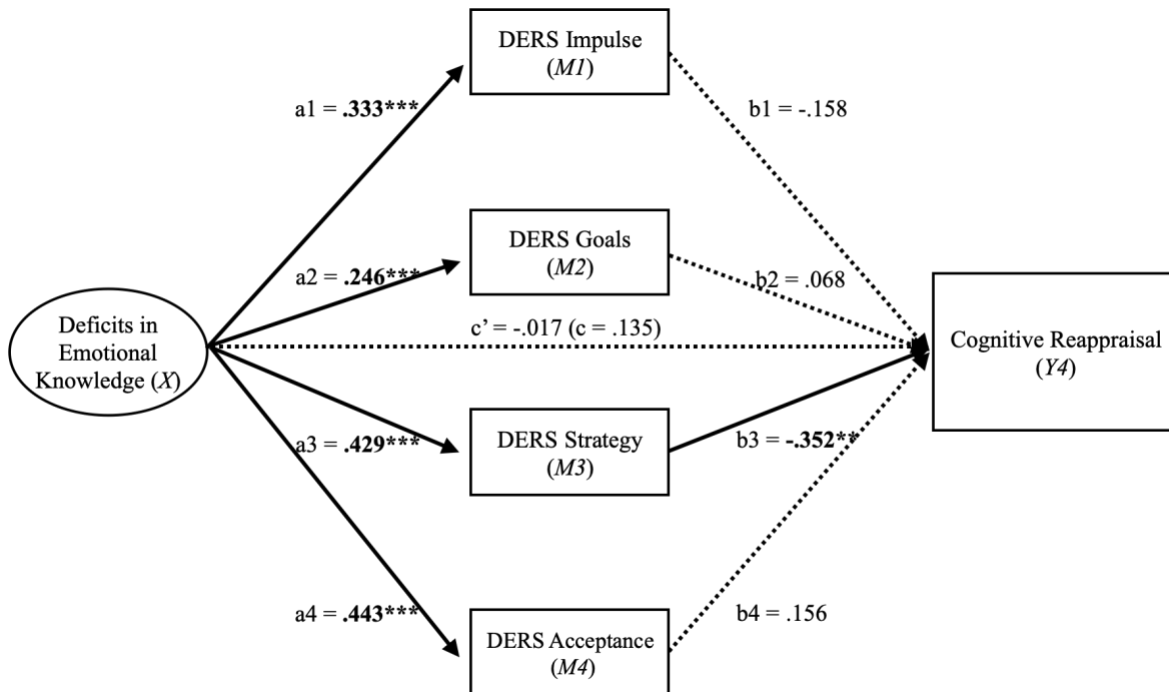 DERS Impulse
(M1)
a1 = .333***
b1 = -.158
DERS Goals
(M2)
a2 = .246***
b2 = .068
c’ = -.017 (c = .135)
Deficits in
Emotional
Knowledge (X)
Cognitive Reappraisal
(Y4)
DERS Strategy
(M3)
a3 = .429***
b3 = -.352**
a4 = .443***
b4 = .156
DERS Acceptance
(M4)